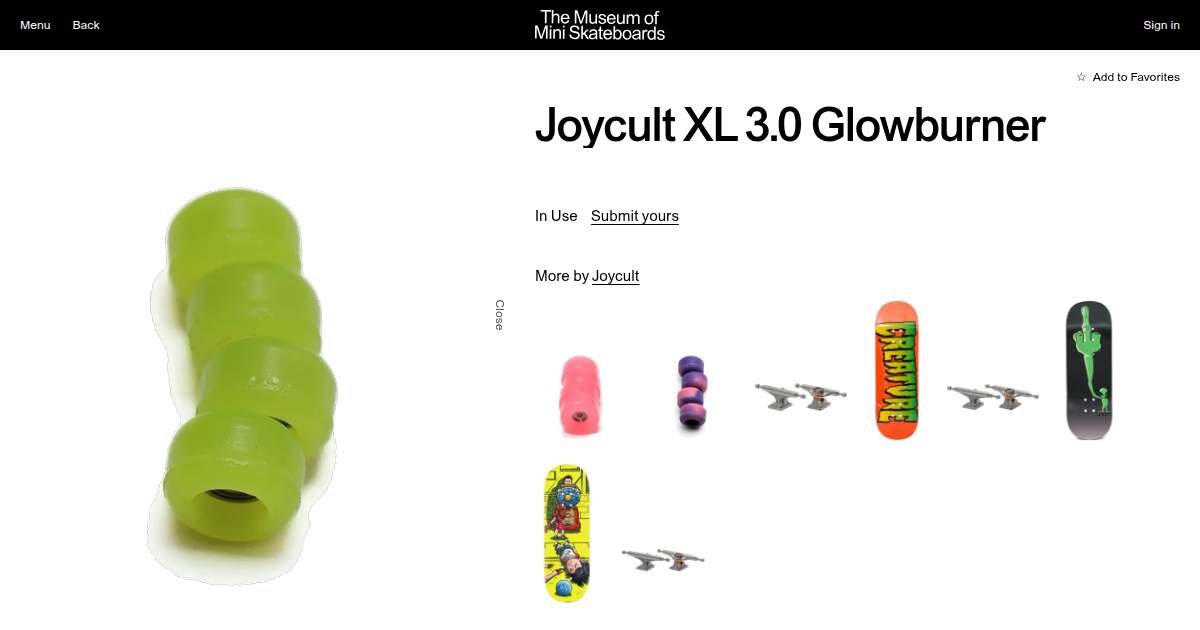 Menu
Back
The Museum of
Mini Skateboards
Sign in
☆ Add to Favorites
Joycult XL 3.0 Glowburner
In Use
Submit yours
More by Joycult
Close
CREATURE